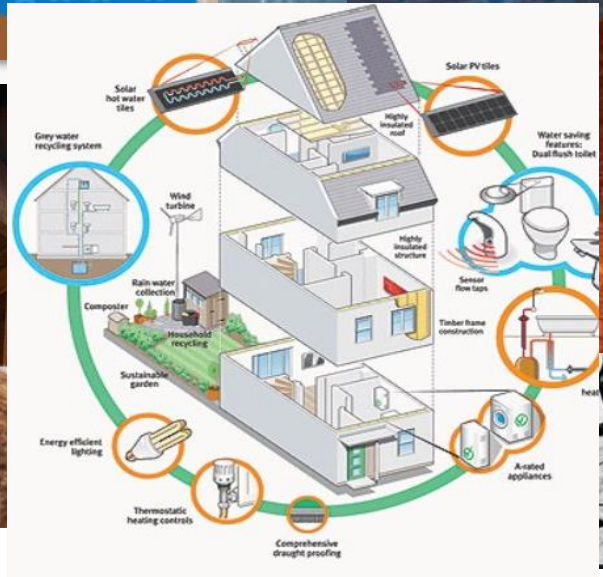 Solar
hot water
tiles
Solar PV tiles
Highly
insulated
roof
Grey water
recycling system
Water saving
features:
Dual flush toilet
Wind
turbine
Highly
insulated
structure
Sensor
flow taps
Rain water
collection
Composter
Household
recycling
Timber frame
construction
Sustainable
garden
heat
Energy efficient
lighting
A-rated
appliances
Thermostatic
heating controls
Comprehensive
draught proofing